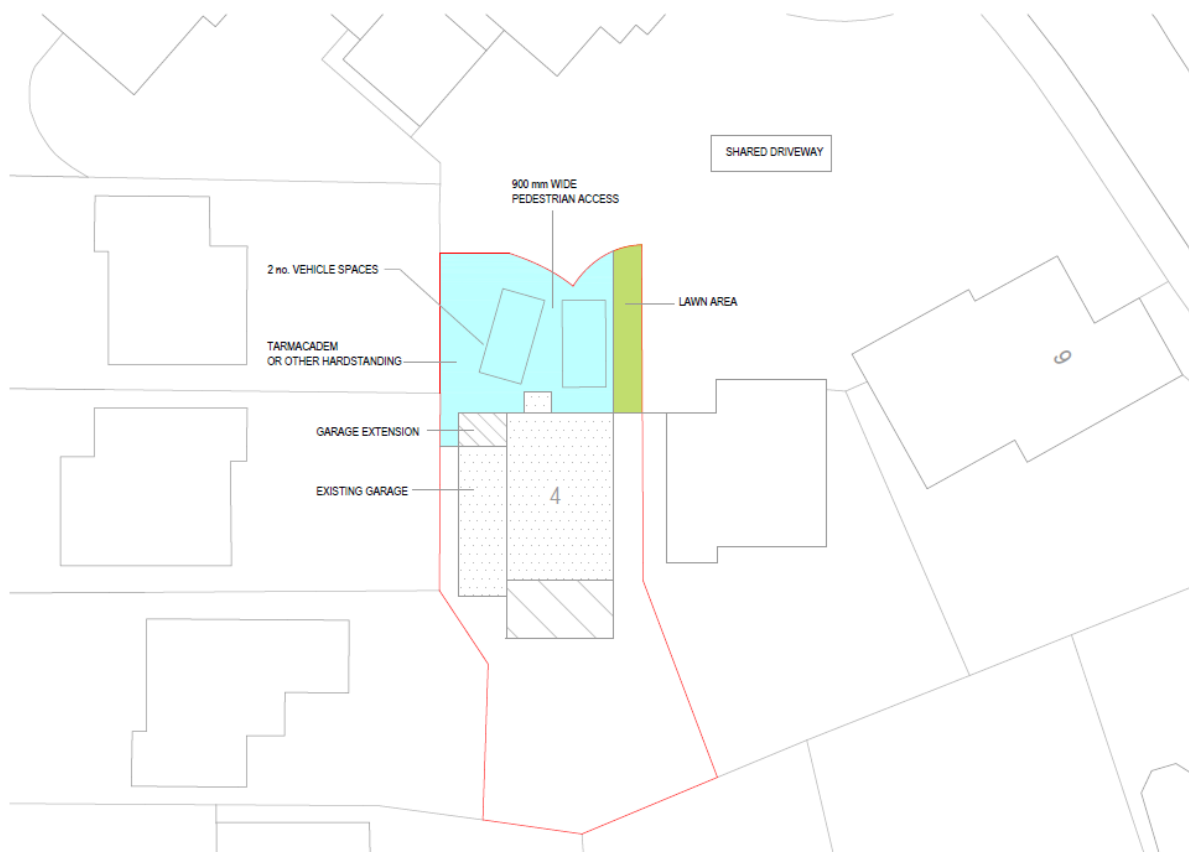 SHARED DRIVEWAY
900 mm WIDE
PEDESTRIAN ACCESS
2 no. VEHICLE SPACES
LAWN AREA
TARMACADEM
OR OTHER HARDSTANDING
9
GARAGE EXTENSION
EXISTING GARAGE
4